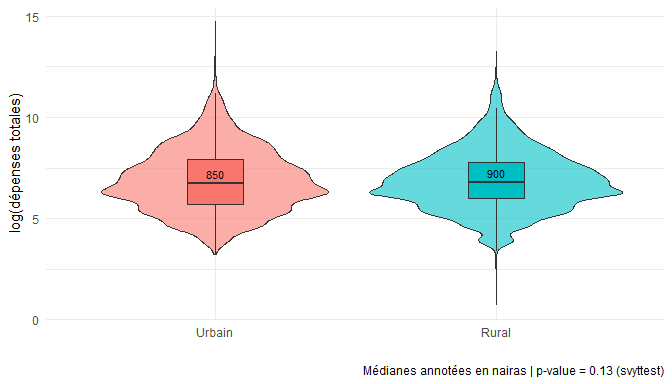 log(dépenses totales)
15
10
5
0
850
900
Urbain
Rural
Médianes annotées en nairas | p-value = 0.13 (svyttest)